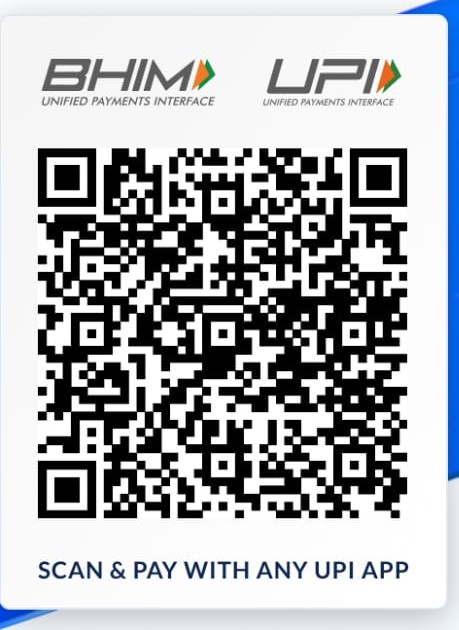 BHIM UPI
UNIFIED PAYMENTS INTERFACE UNIFIED PAYMENTS INTERFACE
SCAN & PAY WITH ANY UPI APP